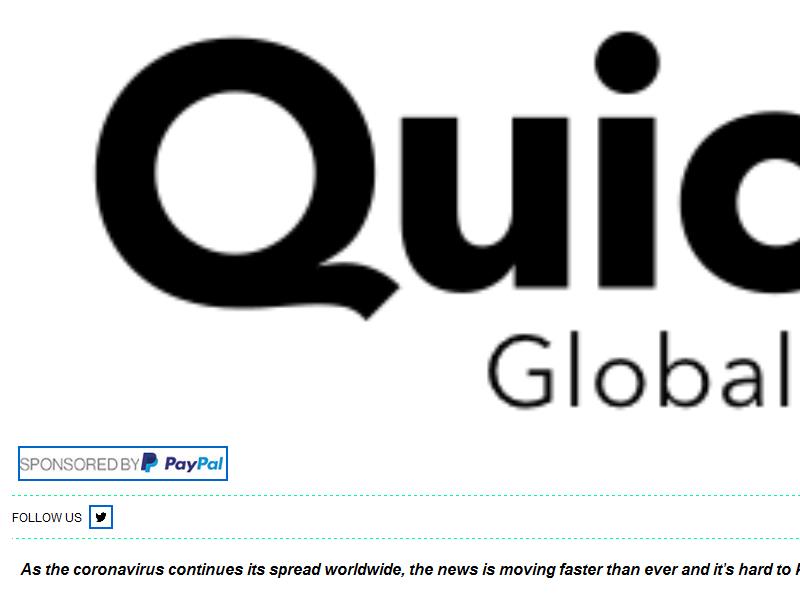 Quic
Global
SPONSORED BY PayPal
FOLLOW US
As the coronavirus continues its spread worldwide, the news is moving faster than ever and it's hard to